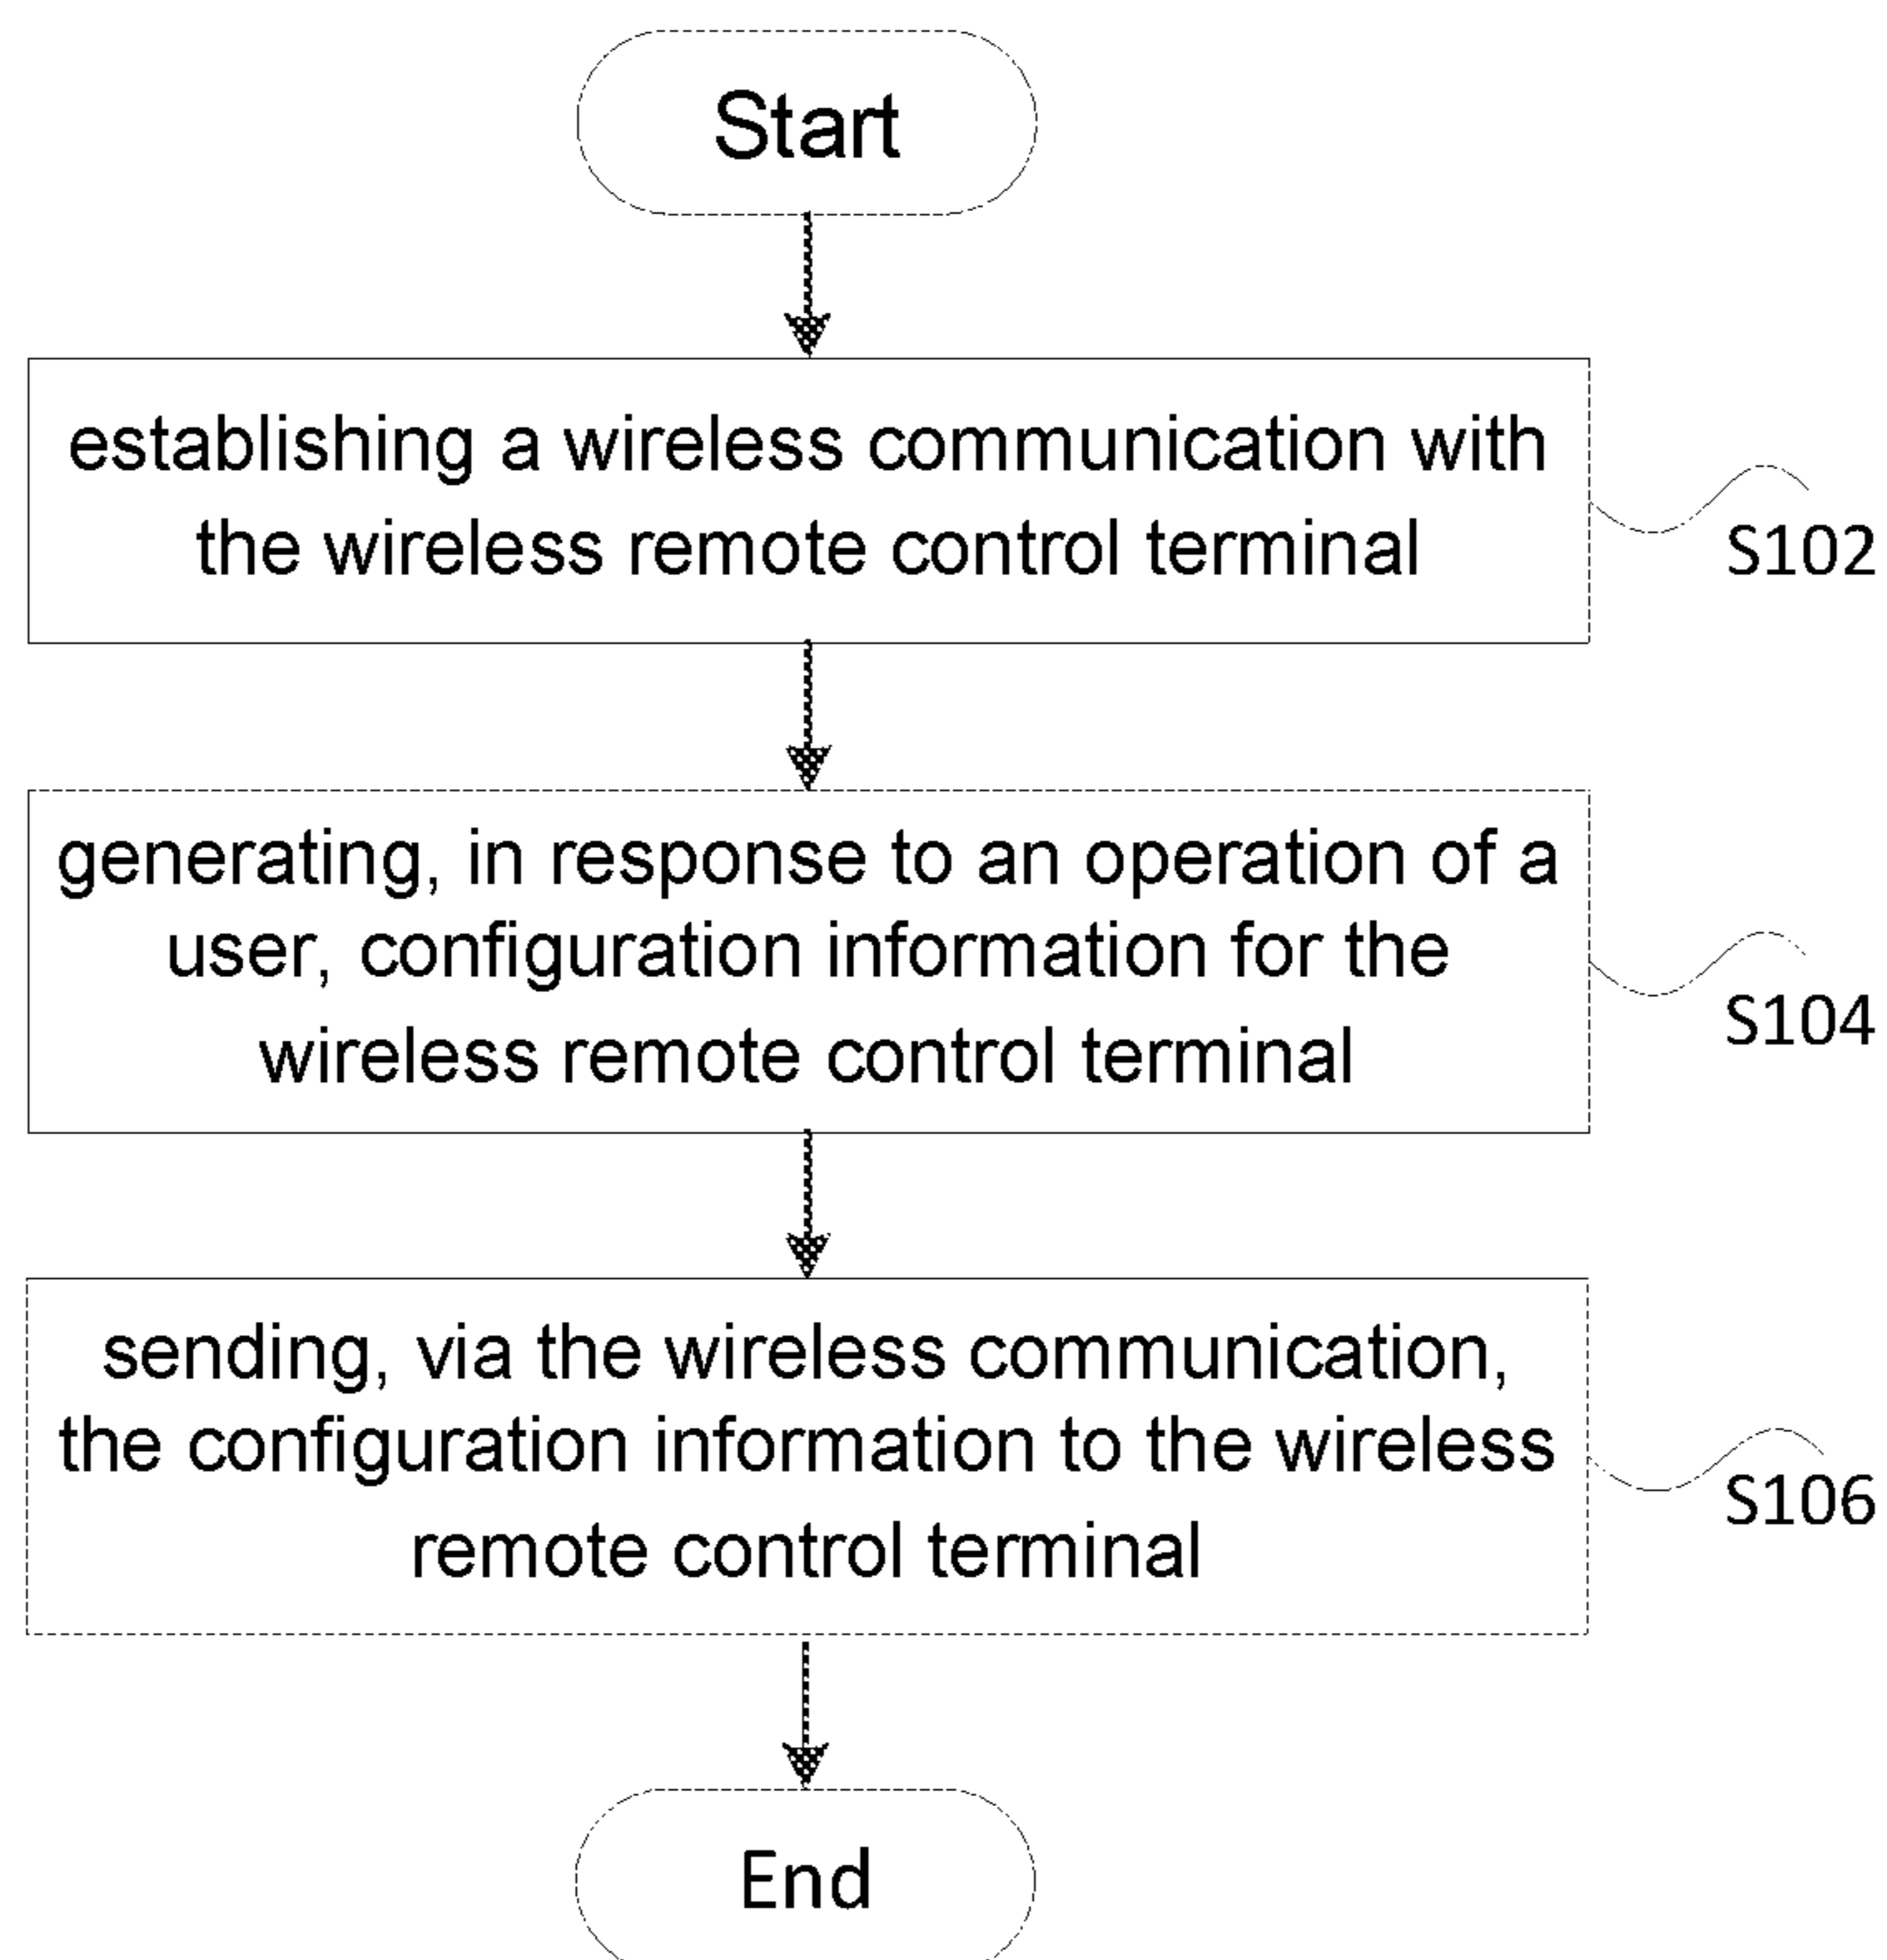 Start
establishing a wireless communication with
the wireless remote control terminal
S102
generating, in response to an operation of a
user, configuration information for the
wireless remote control terminal
S104
sending, via the wireless communication,
the configuration information to the wireless
remote control terminal
S106
End